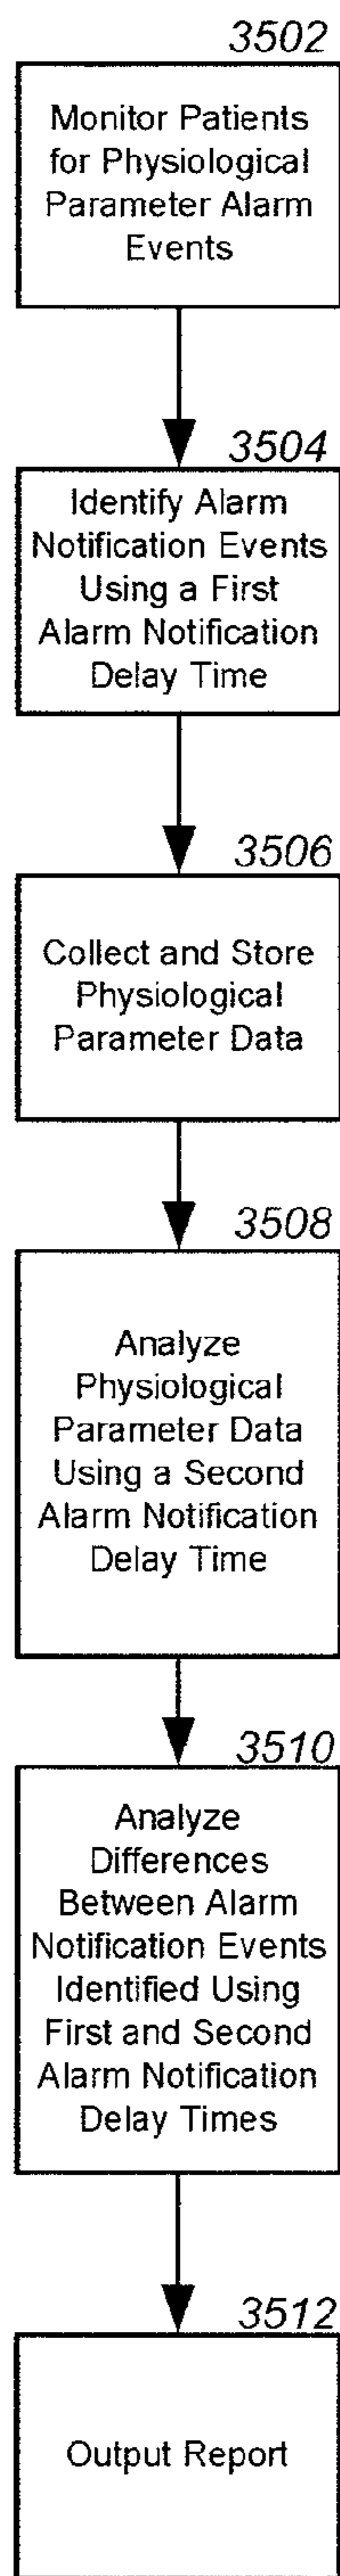 3502
Monitor Patients
for Physiological
Parameter Alarm
Events
3504
Identify Alarm
Notification Events
Using a First
Alarm Notification
Delay Time
3506
Collect and Store
Physiological
Parameter Data
3508
Analyze
Physiological
Parameter Data
Using a Second
Alarm Notification
Delay Time
3510
Analyze
Differences
Between Alarm
Notification Events
Identified Using
First and Second
Alarm Notification
Delay Times
3512
Output Report